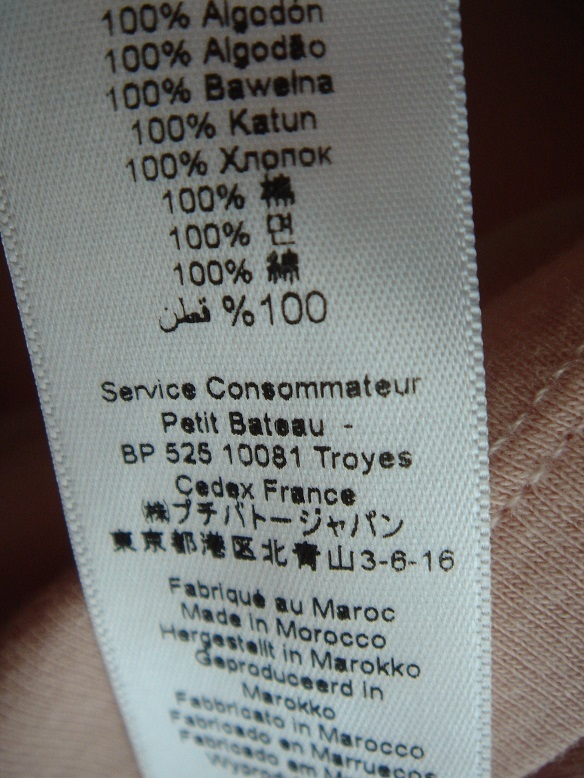 100% Algodón
100% Algodão
100% Bawełna
100% Katun
100% Хлопок
100% 棉
100% 면
100% 綿
100 % قطن
Service Consommateur
Petit Bateau -
BP 525 10081 Troyes
Cedex France
㈱プチバトージャパン
東京都港区北青山3-6-16
Fabriqué au Maroc
Made in Morocco
Hergestellt in Marokko
Geproduceerd in
Marokko
Fabbricato in Marocco
Fabricado en Marruecos
Fabricado em